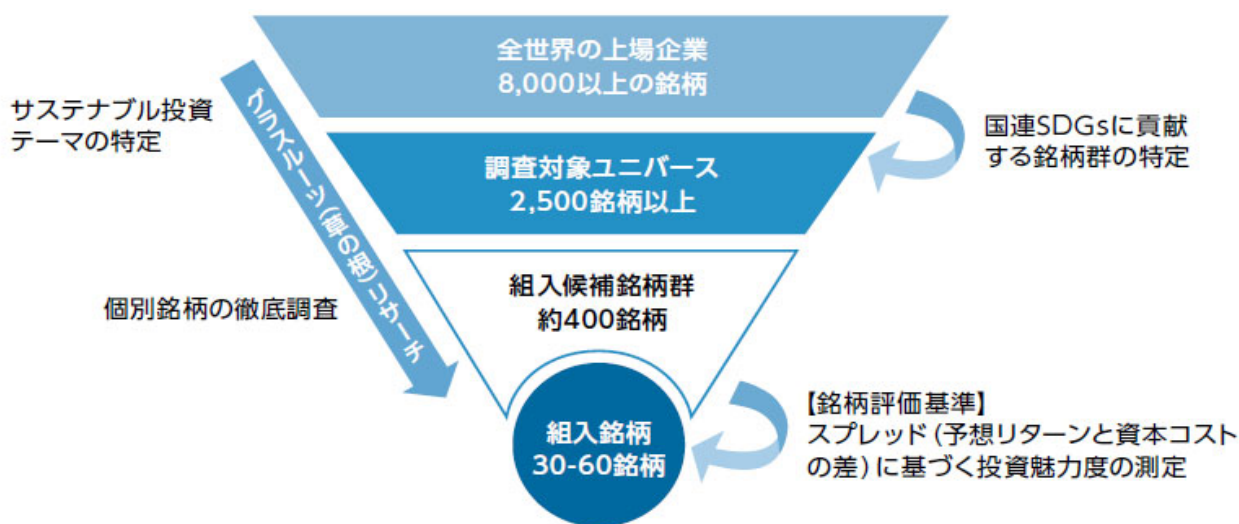 全世界の上場企業
8,000以上の銘柄
サステナブル投資
テーマの特定
グラスルーツ(草の根)リサーチ
国連SDGsに貢献
する銘柄群の特定
調査対象ユニバース
2,500銘柄以上
個別銘柄の徹底調査
組入候補銘柄群
約400銘柄
組入銘柄
30-60銘柄
【銘柄評価基準】
スプレッド(予想リターンと資本コスト
の差)に基づく投資魅力度の測定